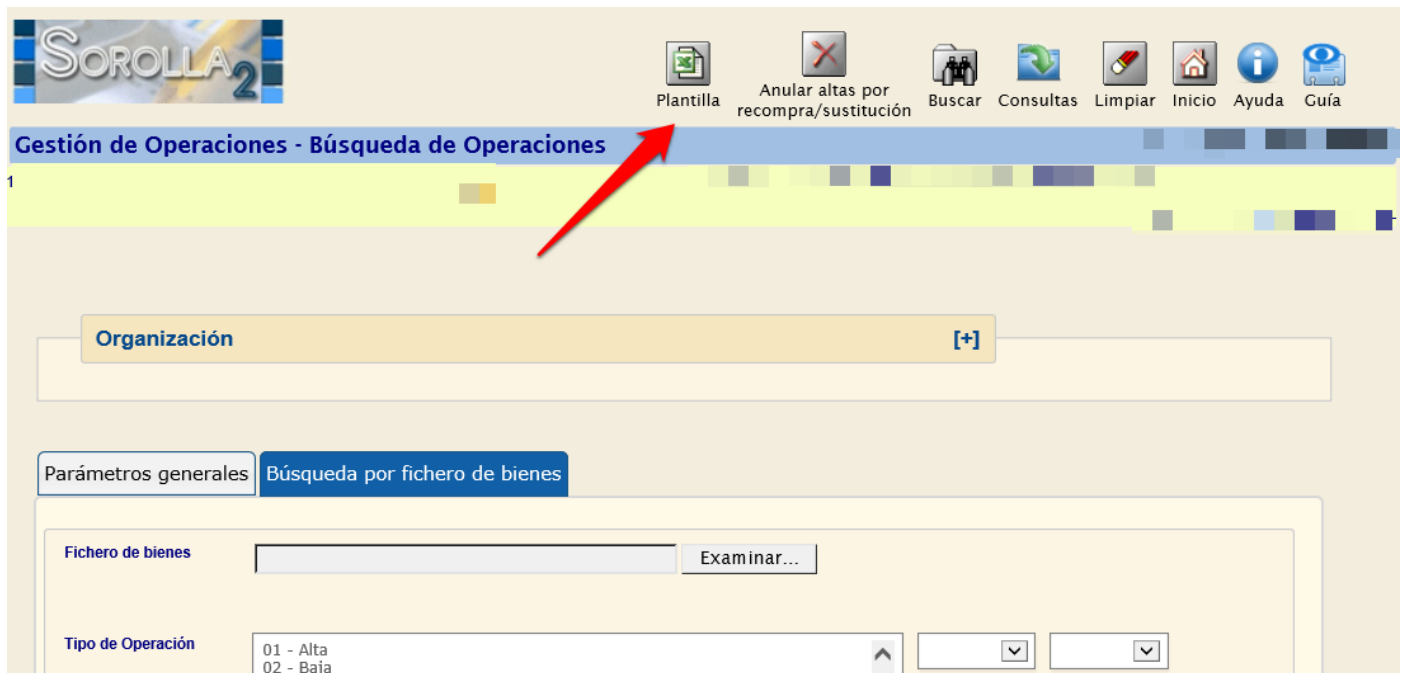 SOROLLA2
Plantilla
Anular altas por
recompra/sustitución
Buscar
Consultas
Limpiar
Inicio
Ayuda
Guía
Gestión de Operaciones - Búsqueda de Operaciones
1
Organización [+]
Parámetros generales
Búsqueda por fichero de bienes
Fichero de bienes
Examinar...
Tipo de Operación
01 - Alta
02 - Baja